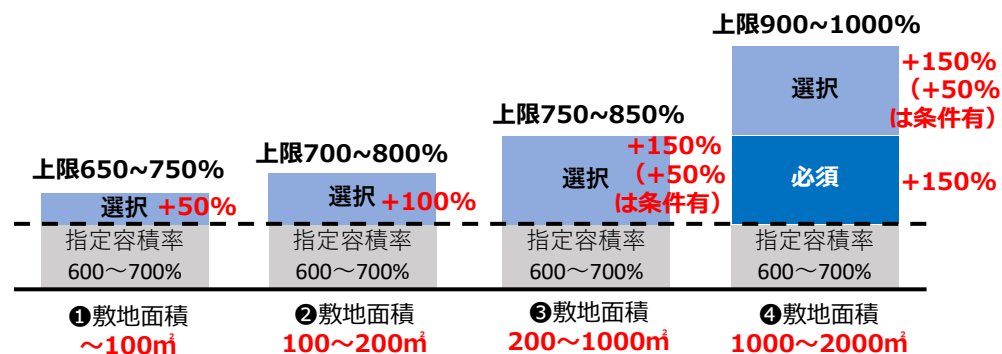 上限650~750%
選択 +50%
指定容積率
600～700%
❶敷地面積
～100㎡
上限700~800%
選択 +100%
指定容積率
600～700%
❷敷地面積
100～200㎡
上限750~850%
選択
+150%
（+50%
は条件有）
指定容積率
600～700%
❸敷地面積
200～1000㎡
上限900~1000%
選択
+150%
（+50%
は条件有）
必須
+150%
指定容積率
600～700%
❹敷地面積
1000～2000㎡